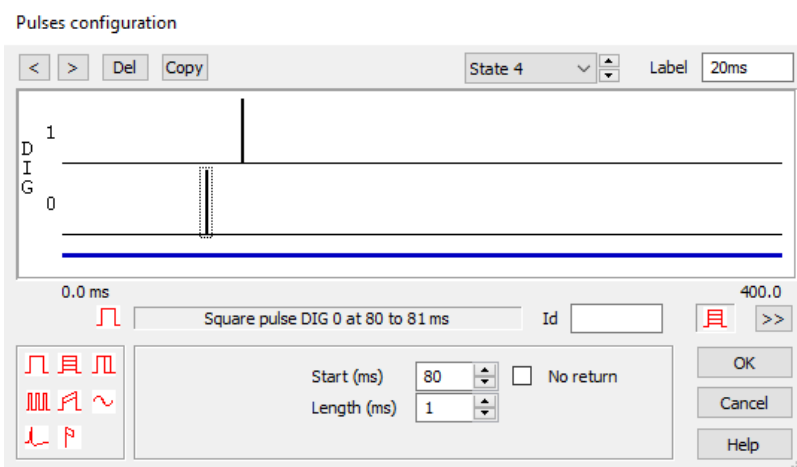 Pulses configuration
< > Del Copy State 4 Label 20ms
1
DIG
0
0.0 ms 400.0
Square pulse DIG 0 at 80 to 81 ms Id >>
Start (ms) 80 No return
Length (ms) 1
OK
Cancel
Help